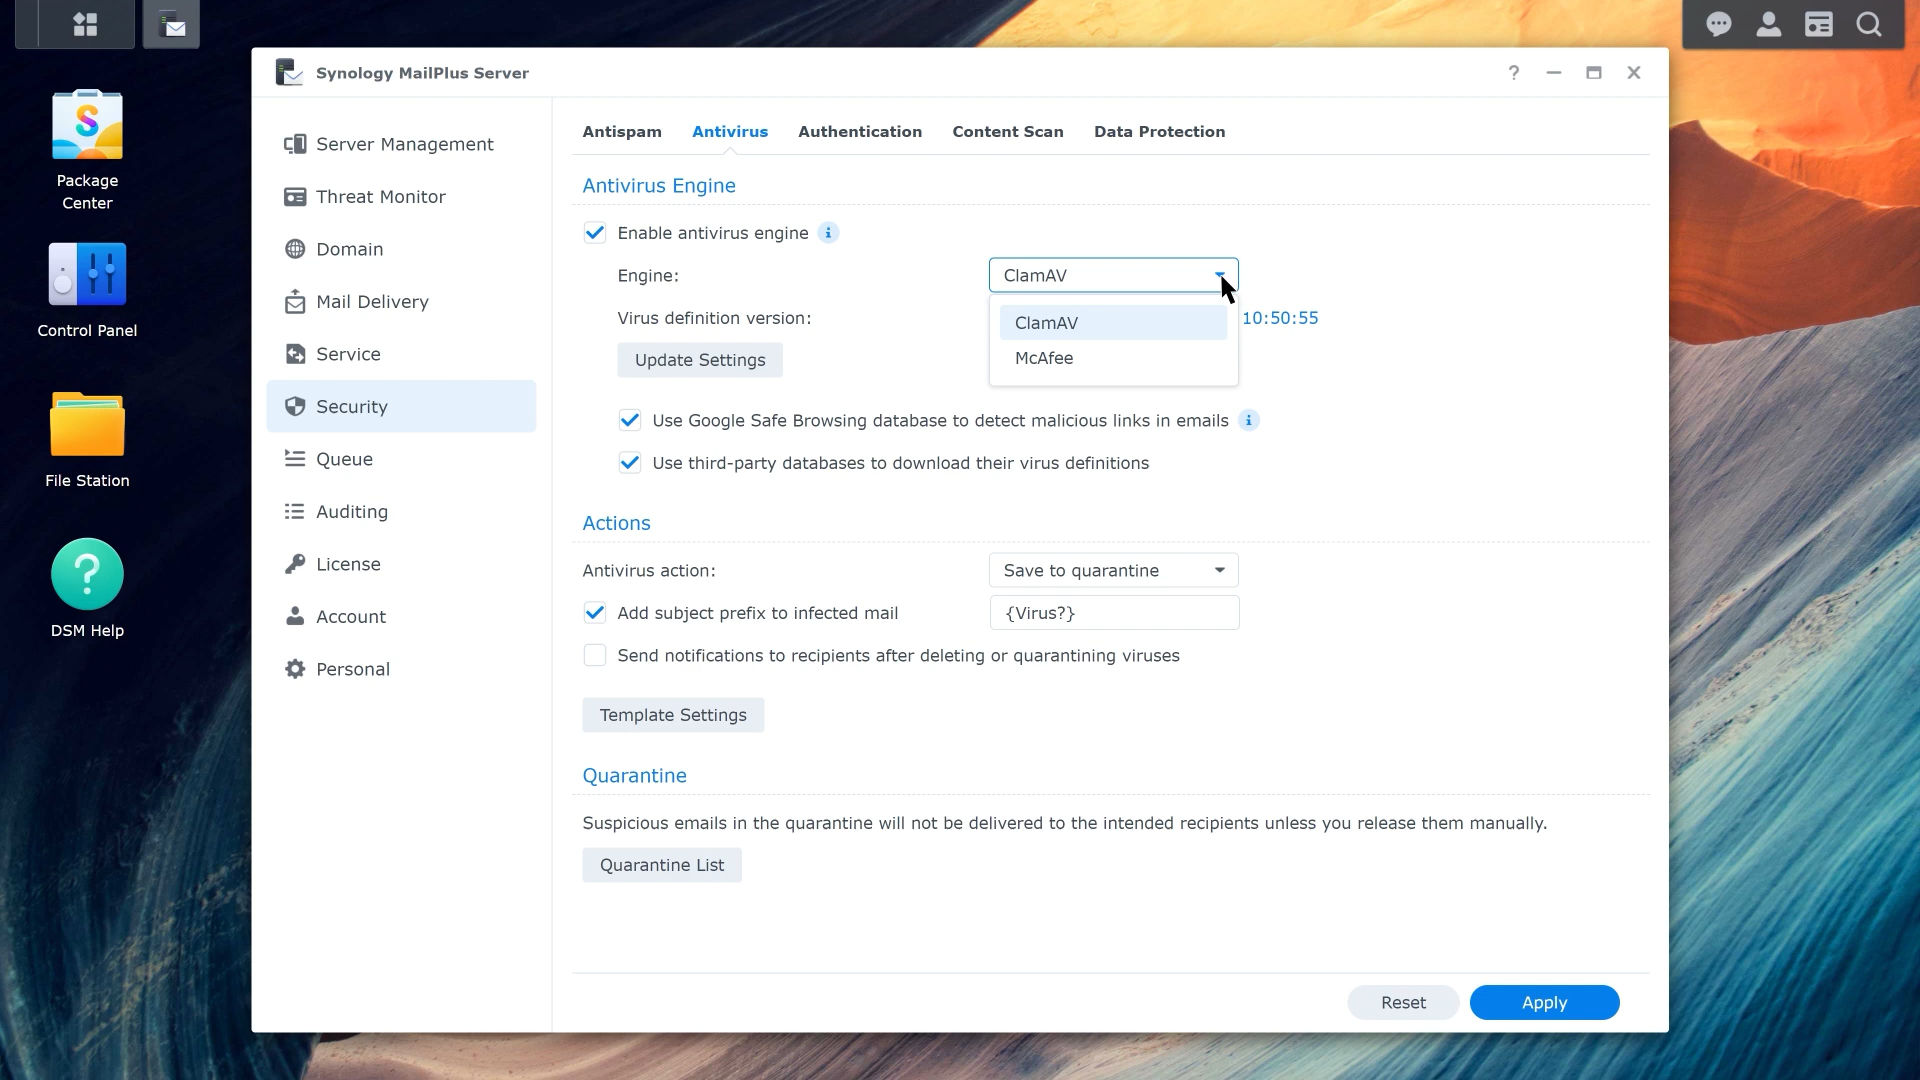 Synology MailPlus Server
?
Package
Center
Control Panel
File Station
?
DSM Help
Server Management
Threat Monitor
Domain
Mail Delivery
Service
Security
Queue
Auditing
License
Account
Personal
Antispam Antivirus Authentication Content Scan Data Protection
Antivirus Engine
Enable antivirus engine i
Engine: ClamAV
Virus definition version: 10:50:55
ClamAV
McAfee
Update Settings
Use Google Safe Browsing database to detect malicious links in emails i
Use third-party databases to download their virus definitions
Actions
Antivirus action: Save to quarantine
Add subject prefix to infected mail {Virus?}
Send notifications to recipients after deleting or quarantining viruses
Template Settings
Quarantine
Suspicious emails in the quarantine will not be delivered to the intended recipients unless you release them manually.
Quarantine List
Reset Apply